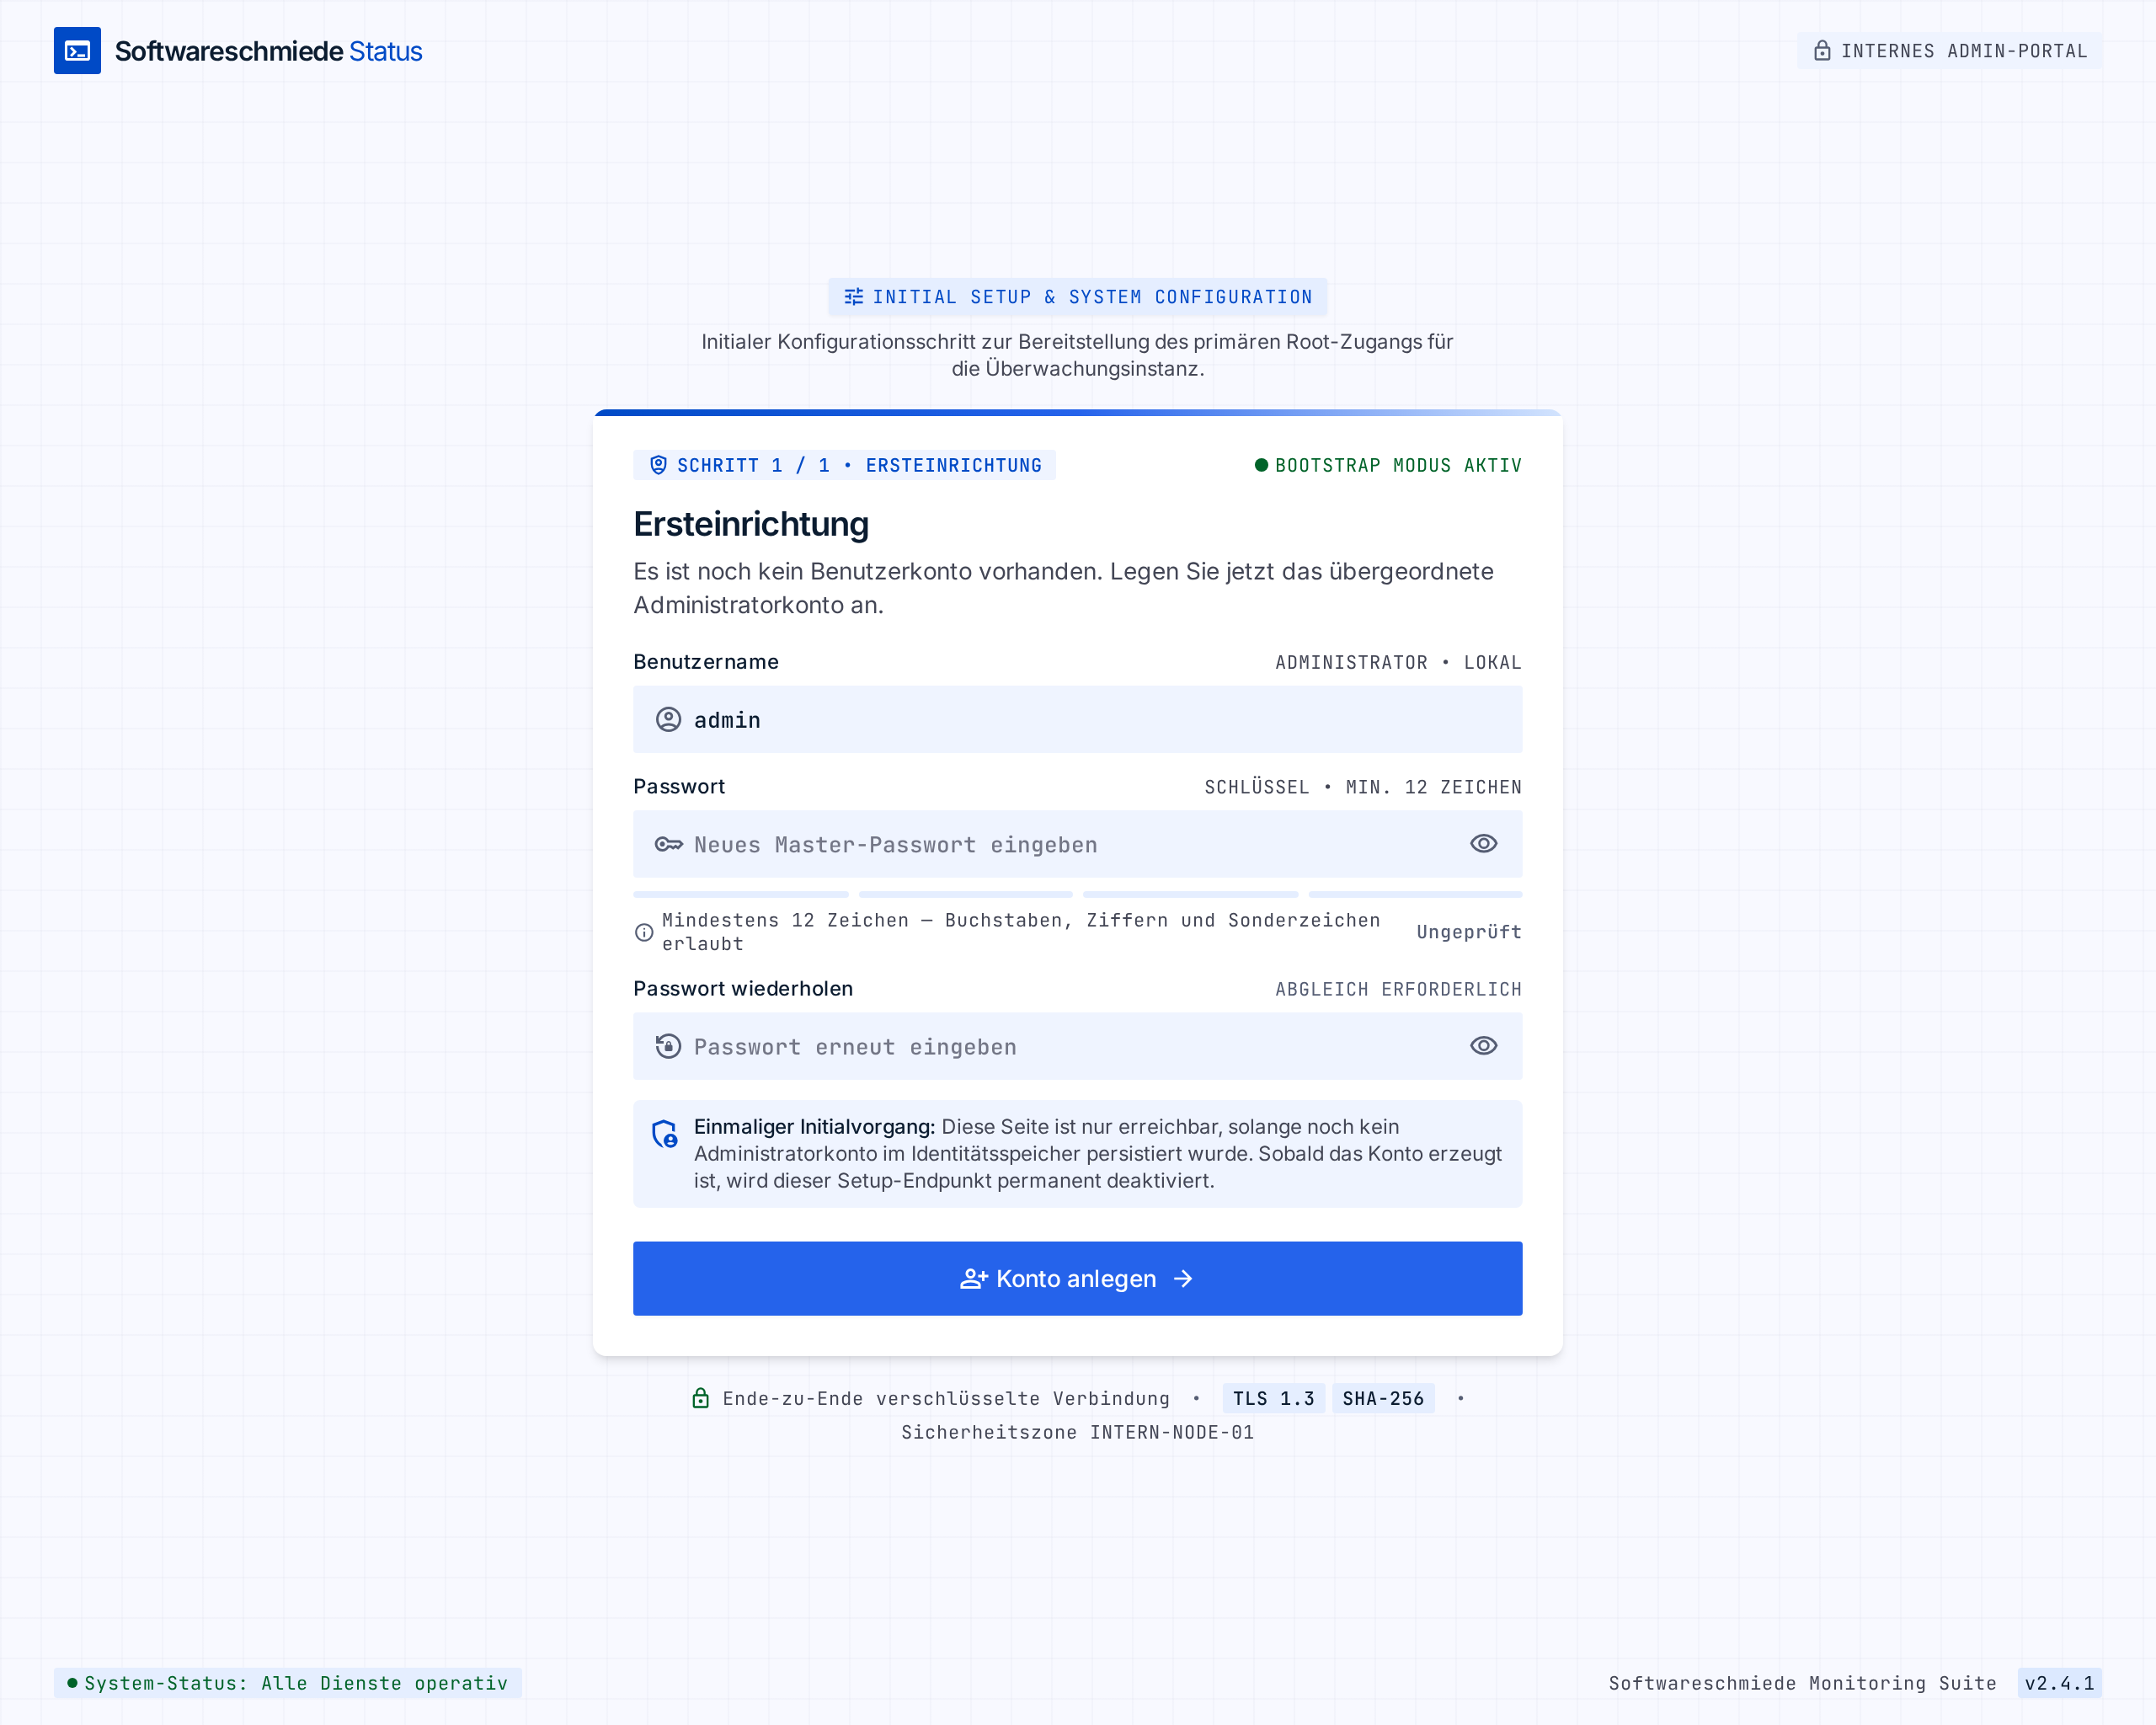 Softwareschmiede Status
INTERNES ADMIN-PORTAL
INITIAL SETUP & SYSTEM CONFIGURATION
Initialer Konfigurationsschritt zur Bereitstellung des primären Root-Zugangs für
die Überwachungsinstanz.
SCHRITT 1 / 1 • ERSTEINRICHTUNG
BOOTSTRAP MODUS AKTIV
Ersteinrichtung
Es ist noch kein Benutzerkonto vorhanden. Legen Sie jetzt das übergeordnete
Administratorkonto an.
Benutzername
ADMINISTRATOR • LOKAL
admin
Passwort
SCHLÜSSEL • MIN. 12 ZEICHEN
Neues Master-Passwort eingeben
Mindestens 12 Zeichen – Buchstaben, Ziffern und Sonderzeichen
erlaubt
Ungeprüft
Passwort wiederholen
ABGLEICH ERFORDERLICH
Passwort erneut eingeben
Einmaliger Initialvorgang: Diese Seite ist nur erreichbar, solange noch kein
Administratorkonto im Identitätsspeicher persistiert wurde. Sobald das Konto erzeugt
ist, wird dieser Setup-Endpunkt permanent deaktiviert.
Konto anlegen →
Ende-zu-Ende verschlüsselte Verbindung • TLS 1.3 SHA-256 •
Sicherheitszone INTERN-NODE-01
System-Status: Alle Dienste operativ
Softwareschmiede Monitoring Suite v2.4.1